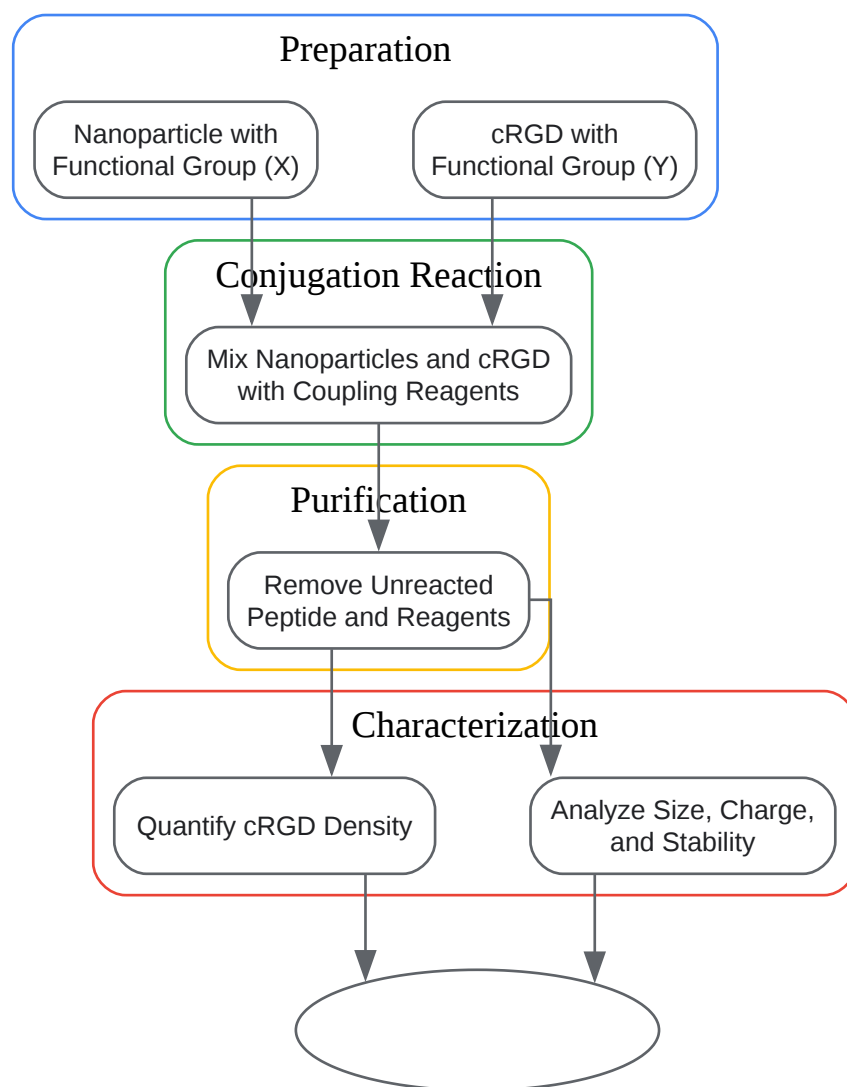 Preparation
Nanoparticle with
Functional Group (X)
cRGD with
Functional Group (Y)
Conjugation Reaction
Mix Nanoparticles and cRGD
with Coupling Reagents
Purification
Remove Unreacted
Peptide and Reagents
Characterization
Quantify cRGD Density
Analyze Size, Charge,
and Stability